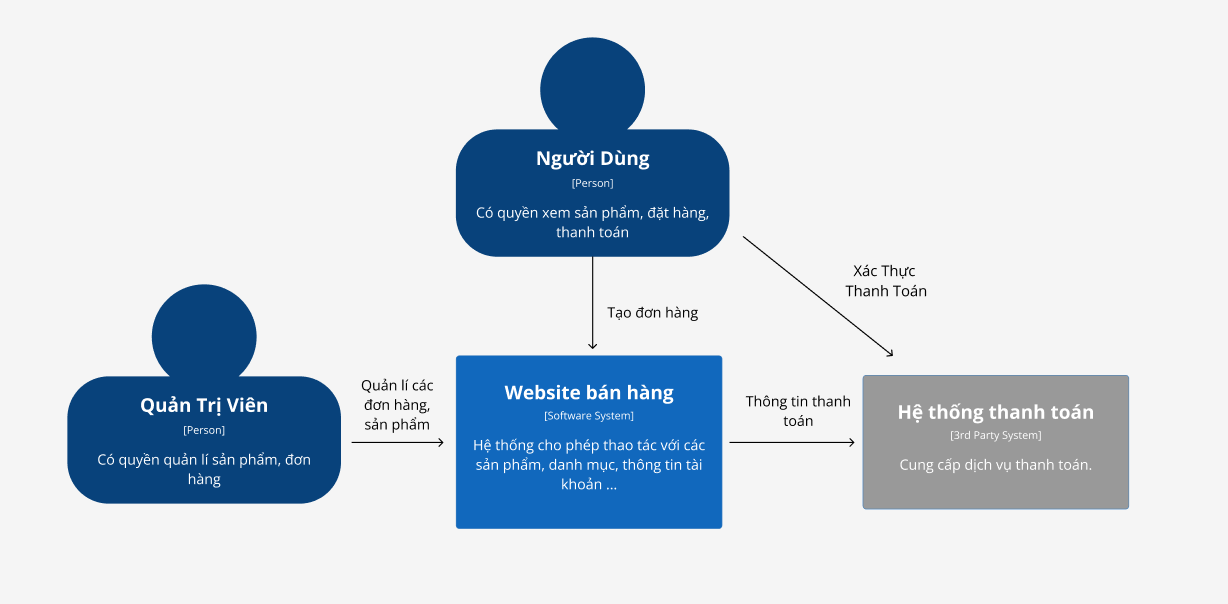 Người Dùng
[Person]
Có quyền xem sản phẩm, đặt hàng,
thanh toán
Xác Thực
Thanh Toán
Tạo đơn hàng
Quản Trị Viên
[Person]
Có quyền quản lí sản phẩm, đơn
hàng
Quản lí các
đơn hàng,
sản phẩm
Website bán hàng
[Software System]
Hệ thống cho phép thao tác với các
sản phẩm, danh mục, thông tin tài
khoản ...
Thông tin thanh
toán
Hệ thống thanh toán
[3rd Party System]
Cung cấp dịch vụ thanh toán.